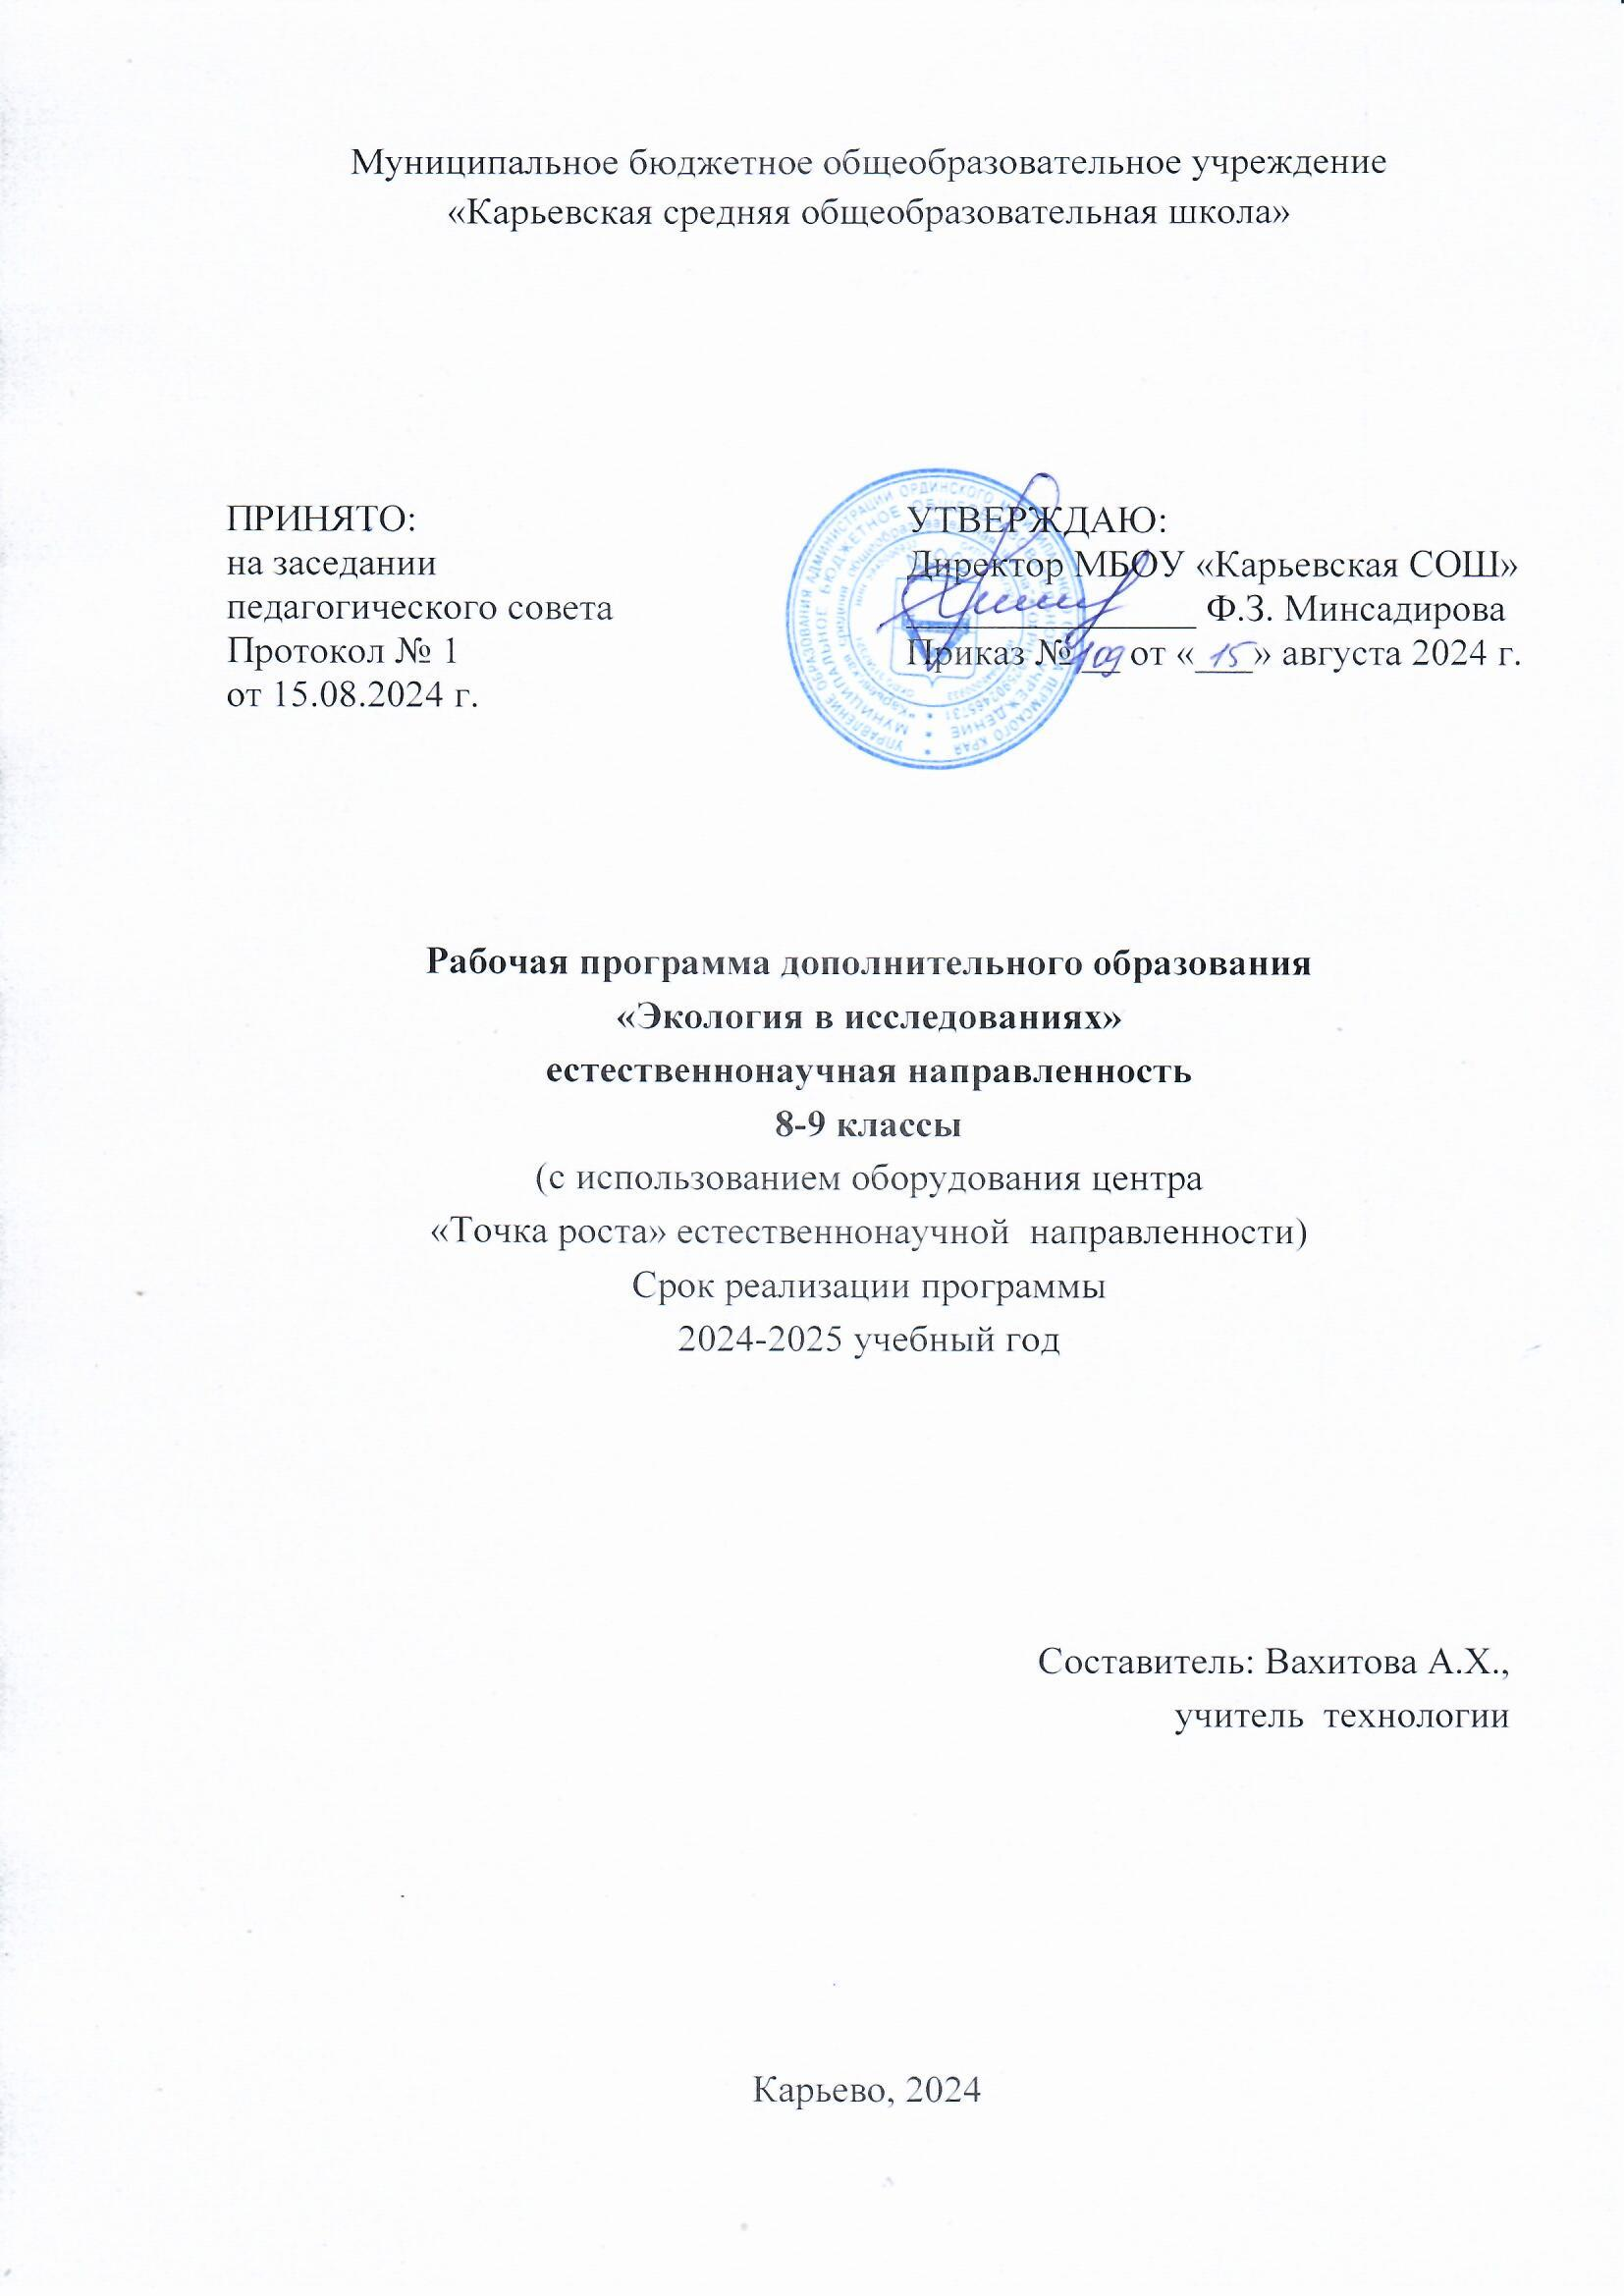 Муниципальное бюджетное общеобразовательное учреждение
«Карьевская средняя общеобразовательная школа»
ПРИНЯТО:
на заседании
педагогического совета
Протокол № 1
от 15.08.2024 г.
УТВЕРЖДАЮ:
Директор МБОУ «Карьевская СОШ»
Ф.З. Минсадирова
Приказ № 109 от «15» августа 2024 г.
Рабочая программа дополнительного образования
«Экология в исследованиях»
естественнонаучная направленность
8-9 классы
(с использованием оборудования центра
«Точка роста» естественнонаучной направленности)
Срок реализации программы
2024-2025 учебный год
Составитель: Вахитова А.Х.,
учитель технологии
Карьево, 2024